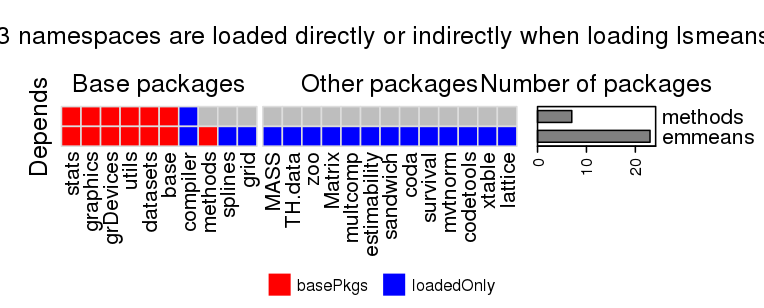 3 namespaces are loaded directly or indirectly when loading lsmeans
Base packages Other packages Number of packages
Depends
methods
emmeans
0 10 20
stats
graphics
grDevices
utils
datasets
base
compiler
methods
splines
grid
MASS
TH.data
zoo
Matrix
multcomp
estimability
sandwich
coda
survival
mvtnorm
codetools
xtable
lattice
basePkgs loadedOnly